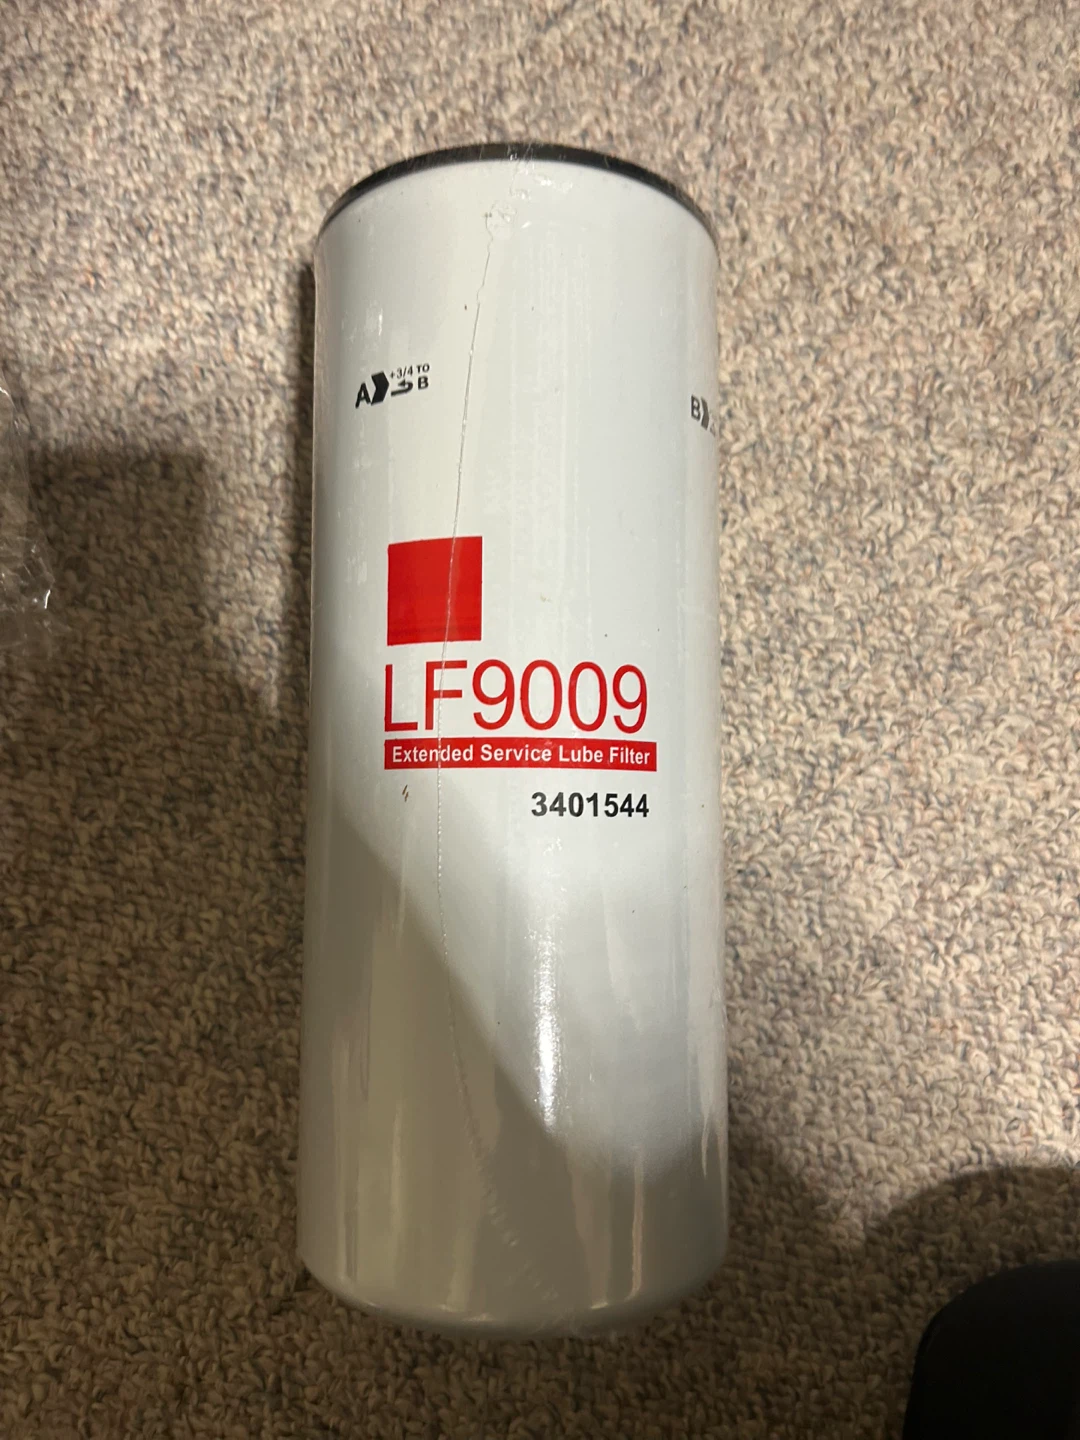 +3/4 TO
A B
B
LF9009
Extended Service Lube Filter
3401544